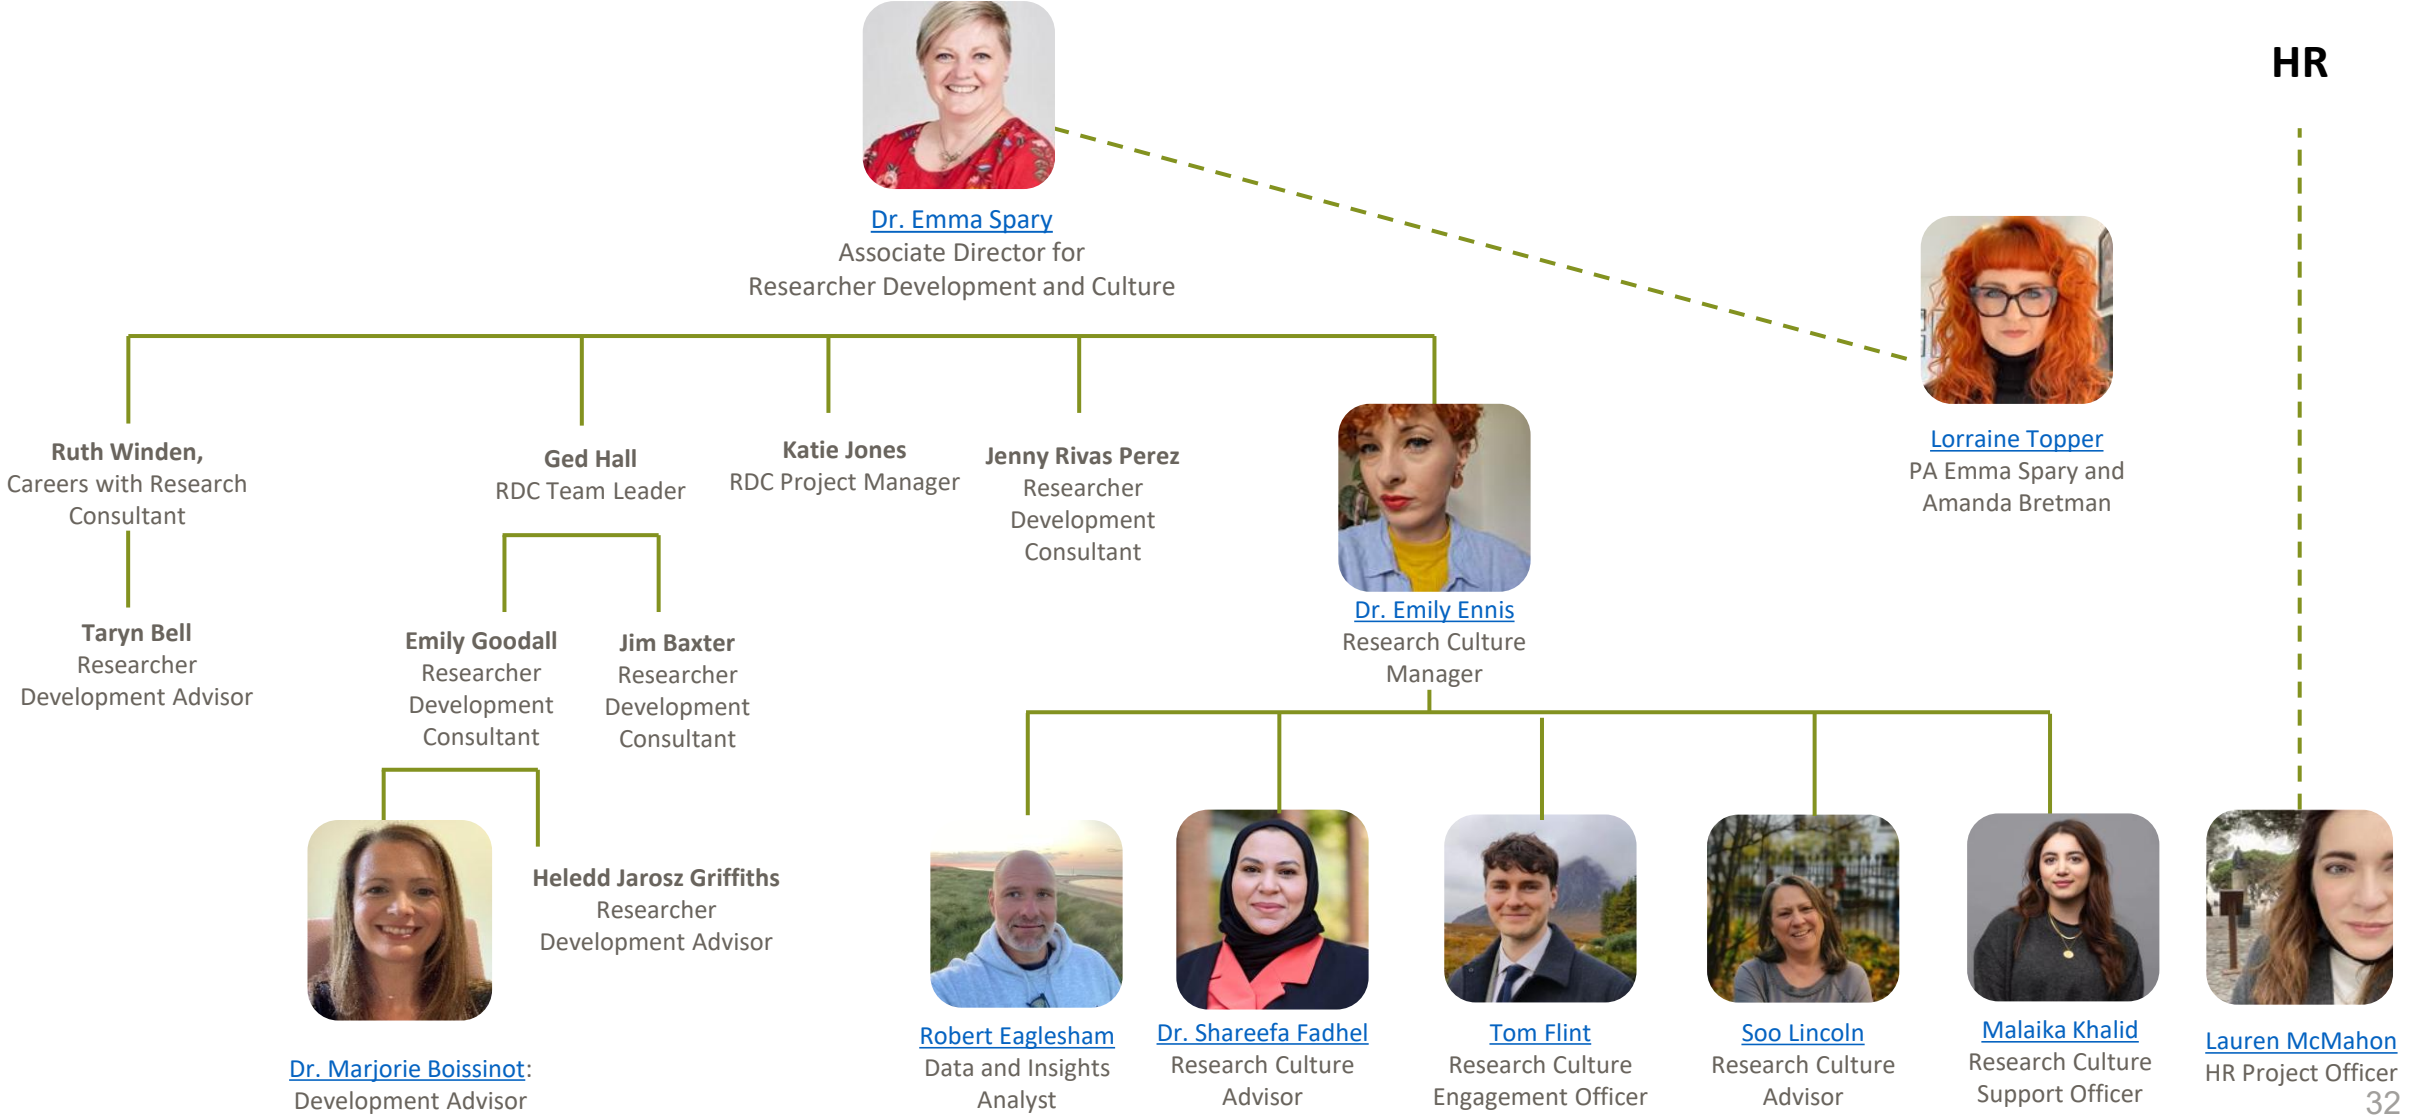 HR
Dr. Emma Spary
Associate Director for
Researcher Development and Culture
Lorraine Topper
PA Emma Spary and
Amanda Bretman
Ruth Winden,
Careers with Research
Consultant
Ged Hall
RDC Team Leader
Katie Jones
RDC Project Manager
Jenny Rivas Perez
Researcher
Development
Consultant
Dr. Emily Ennis
Research Culture
Manager
Taryn Bell
Researcher
Development Advisor
Emily Goodall
Researcher
Development
Consultant
Jim Baxter
Researcher
Development
Consultant
Dr. Marjorie Boissinot:
Development Advisor
Heledd Jarosz Griffiths
Researcher
Development Advisor
Robert Eaglesham
Data and Insights
Analyst
Dr. Shareefa Fadhel
Research Culture
Advisor
Tom Flint
Research Culture
Engagement Officer
Soo Lincoln
Research Culture
Advisor
Malaika Khalid
Research Culture
Support Officer
Lauren McMahon
HR Project Officer
32